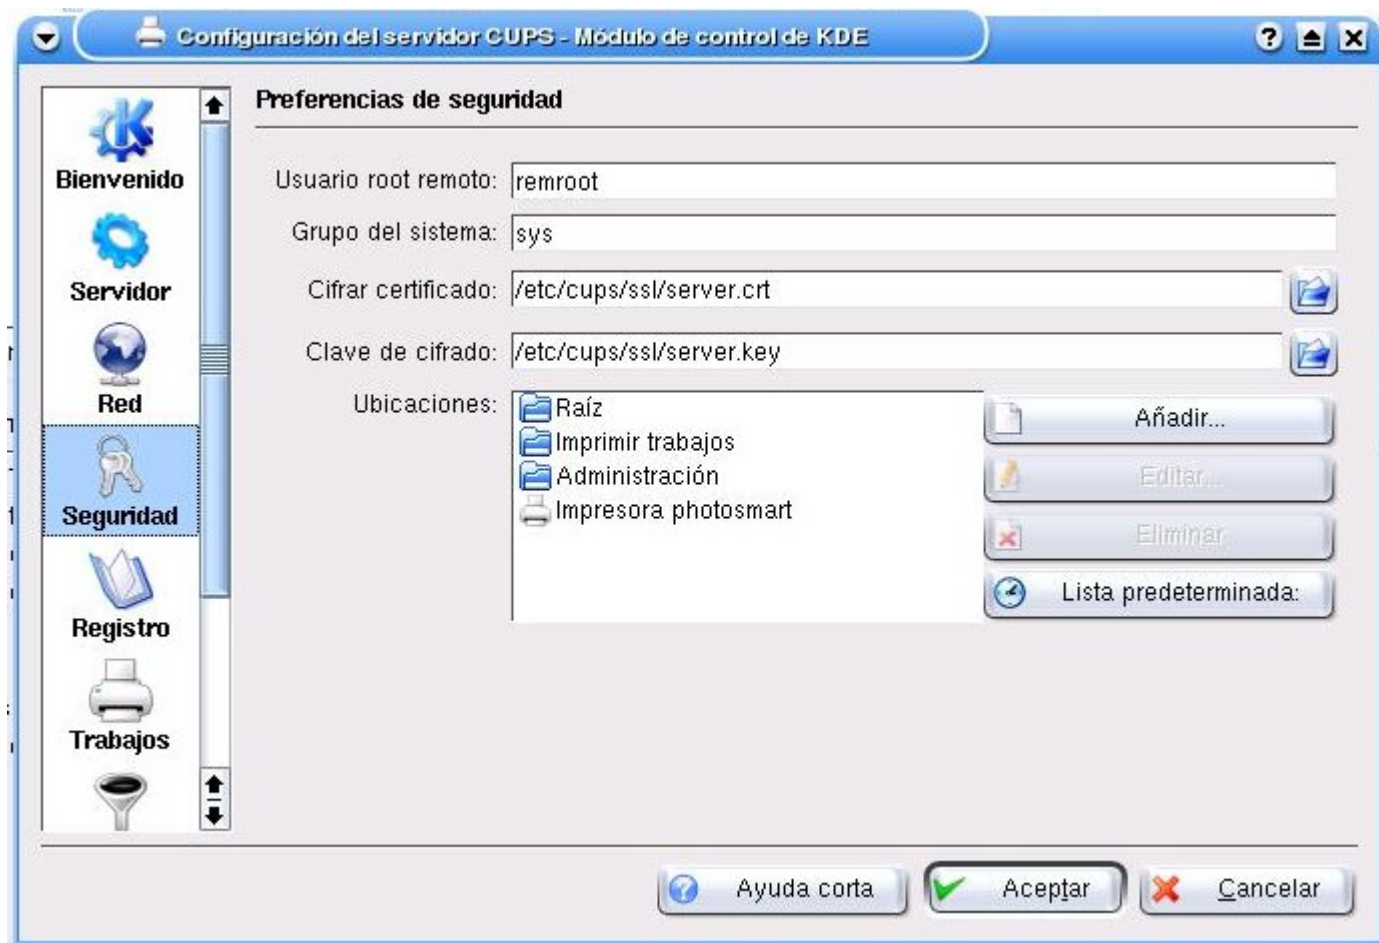 Configuración del servidor CUPS - Módulo de control de KDE
Bienvenido
Servidor
Red
Seguridad
Registro
Trabajos
Preferencias de seguridad
Usuario root remoto: remroot
Grupo del sistema: sys
Cifrar certificado: /etc/cups/ssl/server.crt
Clave de cifrado: /etc/cups/ssl/server.key
Ubicaciones:
Raíz
Imprimir trabajos
Administración
Impresora photosmart
Añadir...
Editar...
Eliminar
Lista predeterminada:
Ayuda corta
Aceptar
Cancelar